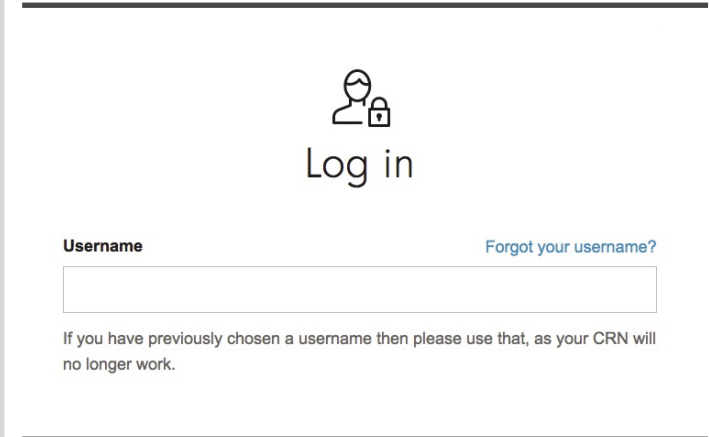 Log in
Username
Forgot your username?
If you have previously chosen a username then please use that, as your CRN will
no longer work.